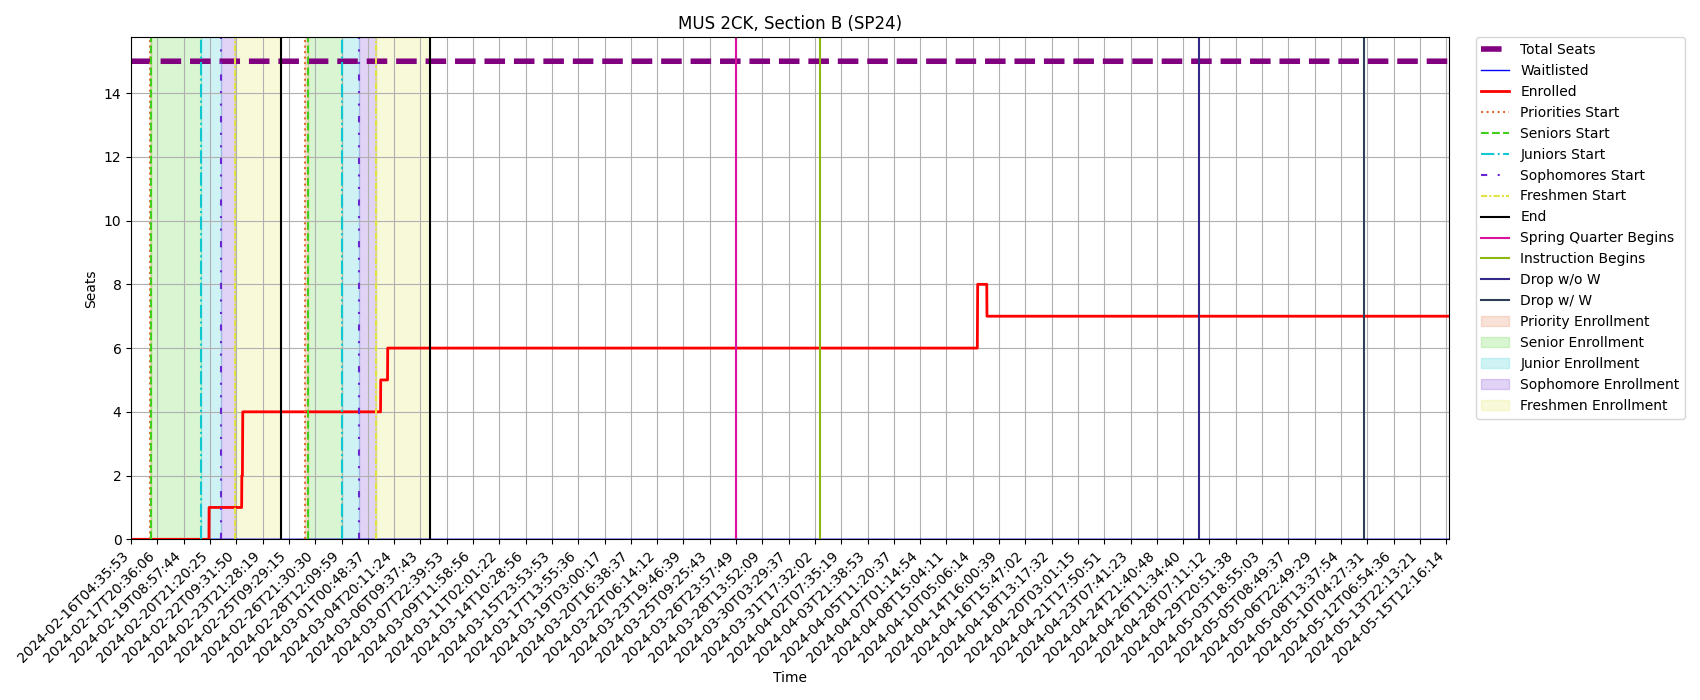 MUS 2CK, Section B (SP24)
Seats
14
12
10
8
6
4
2
0
2024-02-16T04:35:53
2024-02-17T20:36:06
2024-02-19T08:57:44
2024-02-20T21:20:25
2024-02-22T09:31:50
2024-02-23T21:28:19
2024-02-25T09:29:15
2024-02-26T21:30:30
2024-02-28T12:09:59
2024-03-01T00:48:37
2024-03-04T20:11:24
2024-03-06T09:37:43
2024-03-07T22:39:53
2024-03-09T11:58:56
2024-03-11T02:01:22
2024-03-14T10:28:56
2024-03-15T23:53:53
2024-03-17T13:55:36
2024-03-19T03:00:17
2024-03-20T16:38:37
2024-03-22T06:14:12
2024-03-23T19:46:39
2024-03-25T09:25:43
2024-03-26T23:57:49
2024-03-28T13:52:09
2024-03-30T03:29:37
2024-03-31T17:32:02
2024-04-02T07:35:19
2024-04-03T21:38:53
2024-04-05T11:20:37
2024-04-07T01:14:54
2024-04-08T15:04:11
2024-04-10T05:06:14
2024-04-14T16:00:39
2024-04-16T15:47:02
2024-04-18T13:17:32
2024-04-20T03:01:15
2024-04-21T17:50:51
2024-04-23T07:41:23
2024-04-24T21:40:48
2024-04-26T11:34:40
2024-04-28T07:11:12
2024-04-29T20:51:38
2024-05-03T18:55:03
2024-05-05T08:49:37
2024-05-06T22:49:29
2024-05-08T13:37:54
2024-05-10T04:27:31
2024-05-12T06:54:36
2024-05-13T22:13:21
2024-05-15T12:16:14
Time
Total Seats
Waitlisted
Enrolled
Priorities Start
Seniors Start
Juniors Start
Sophomores Start
Freshmen Start
End
Spring Quarter Begins
Instruction Begins
Drop w/o W
Drop w/ W
Priority Enrollment
Senior Enrollment
Junior Enrollment
Sophomore Enrollment
Freshmen Enrollment